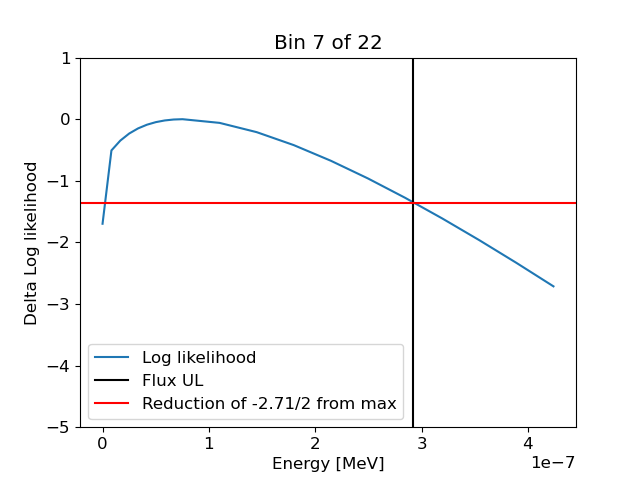 Bin 7 of 22
1
0
−1
−2
−3
−4
−5
Delta Log likelihood
Log likelihood
Flux UL
Reduction of -2.71/2 from max
0 1 2 3 4
1e−7
Energy [MeV]